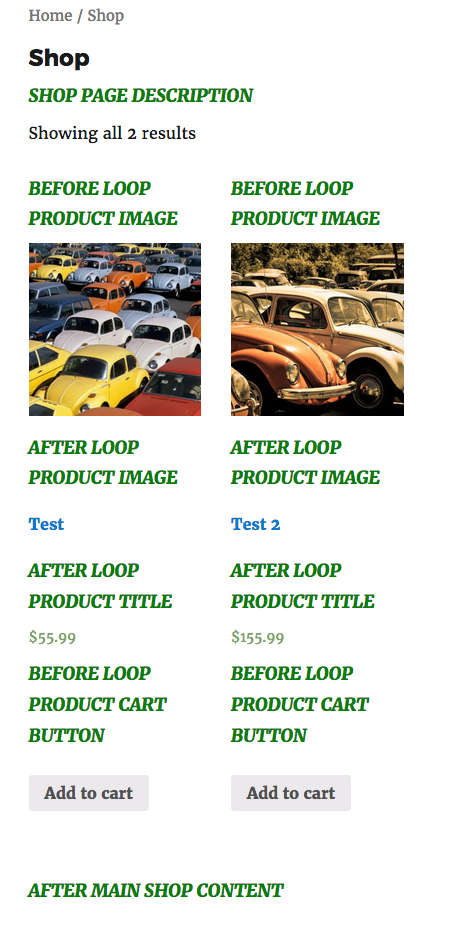 Home / Shop
Shop
SHOP PAGE DESCRIPTION
Showing all 2 results
BEFORE LOOP
PRODUCT IMAGE
AFTER LOOP
PRODUCT IMAGE
Test
AFTER LOOP
PRODUCT TITLE
$55.99
BEFORE LOOP
PRODUCT CART
BUTTON
Add to cart
BEFORE LOOP
PRODUCT IMAGE
AFTER LOOP
PRODUCT IMAGE
Test 2
AFTER LOOP
PRODUCT TITLE
$155.99
BEFORE LOOP
PRODUCT CART
BUTTON
Add to cart
AFTER MAIN SHOP CONTENT